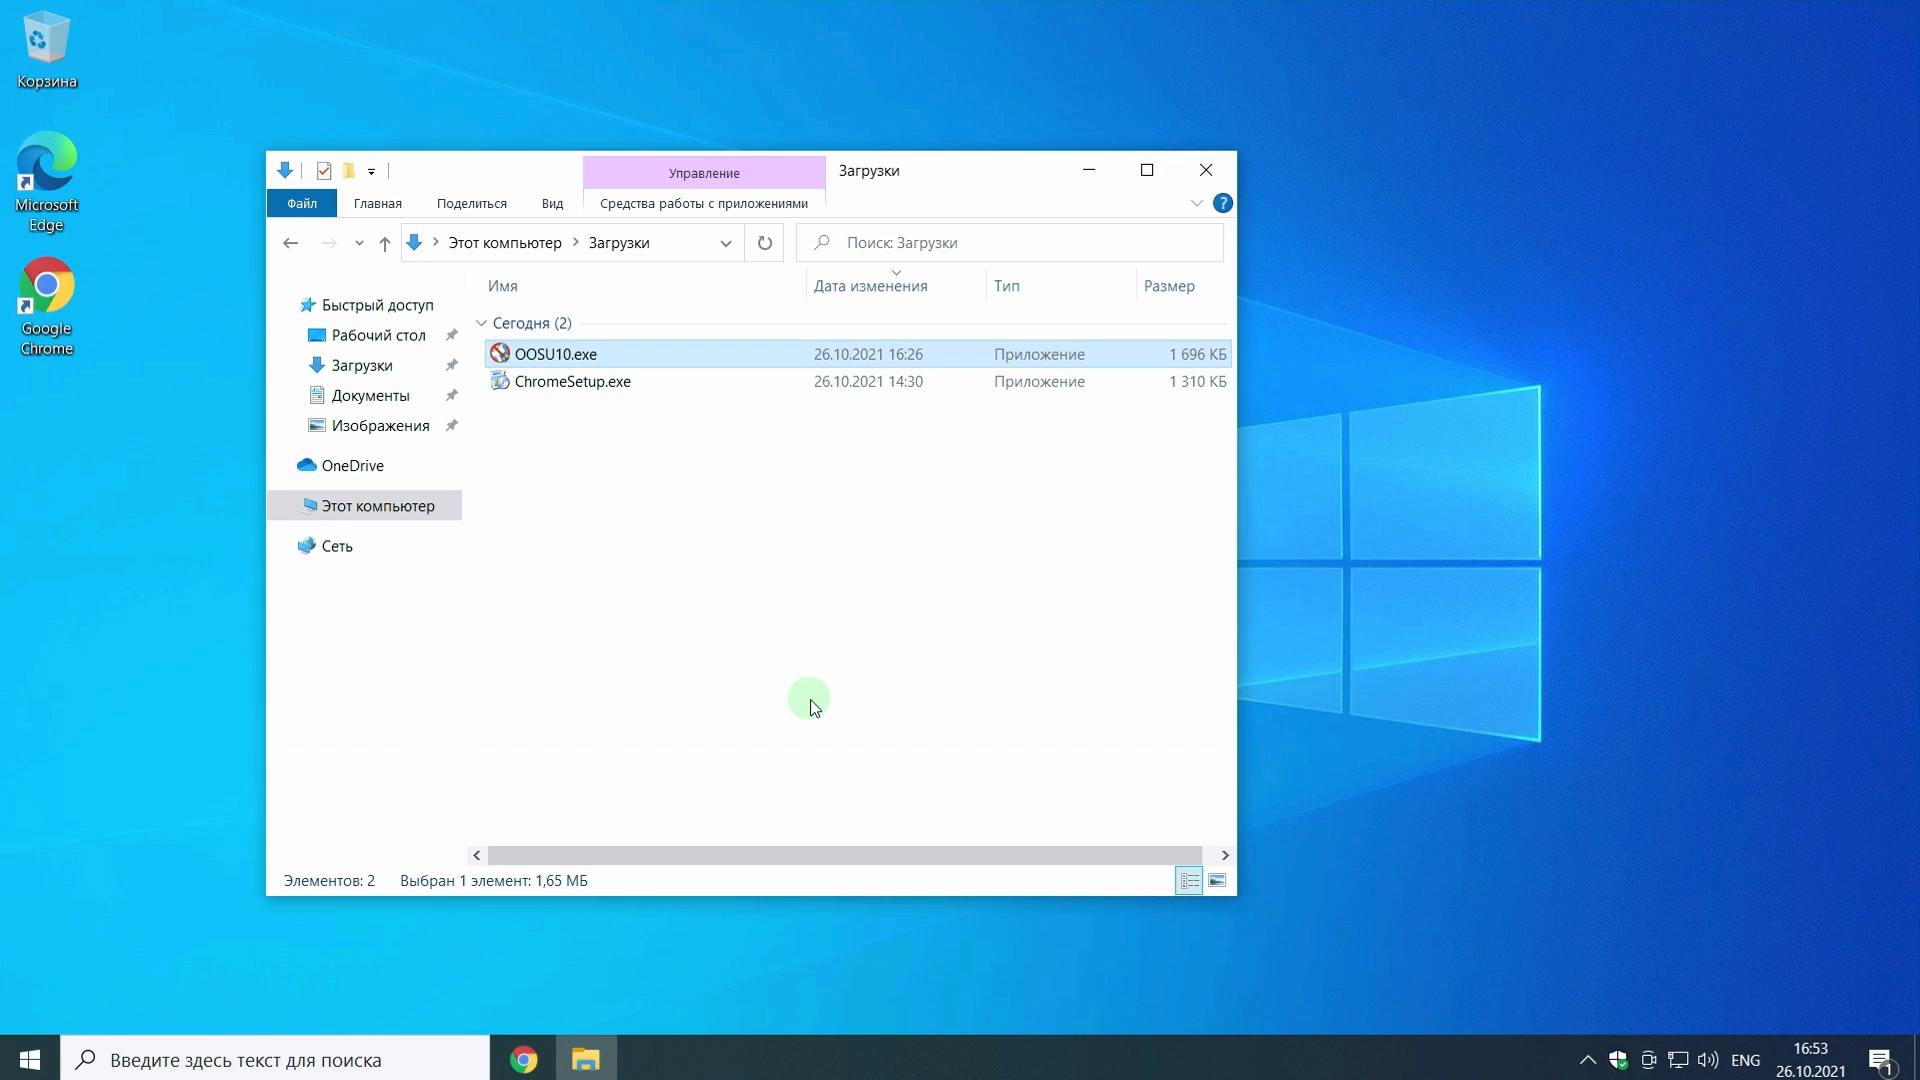 Корзина
Microsoft
Edge
Google
Chrome
Управление
Загрузки
Файл
Главная
Поделиться
Вид
Средства работы с приложениями
?
Этот компьютер
Загрузки
Поиск: Загрузки
Имя
Дата изменения
Тип
Размер
Быстрый доступ
Рабочий стол
Загрузки
Документы
Изображения
OneDrive
Этот компьютер
Сеть
Сегодня (2)
OOSU10.exe 26.10.2021 16:26 Приложение 1 696 КБ
ChromeSetup.exe 26.10.2021 14:30 Приложение 1 310 КБ
Элементов: 2
Выбран 1 элемент: 1,65 МБ
Введите здесь текст для поиска
ENG
16:53
26.10.2021
1